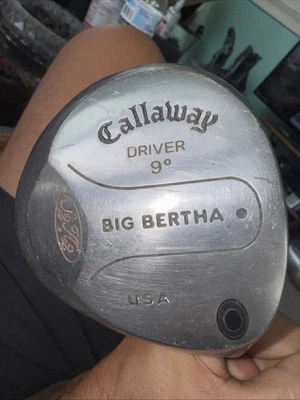 Callaway
DRIVER
9°
BIG BERTHA
USA